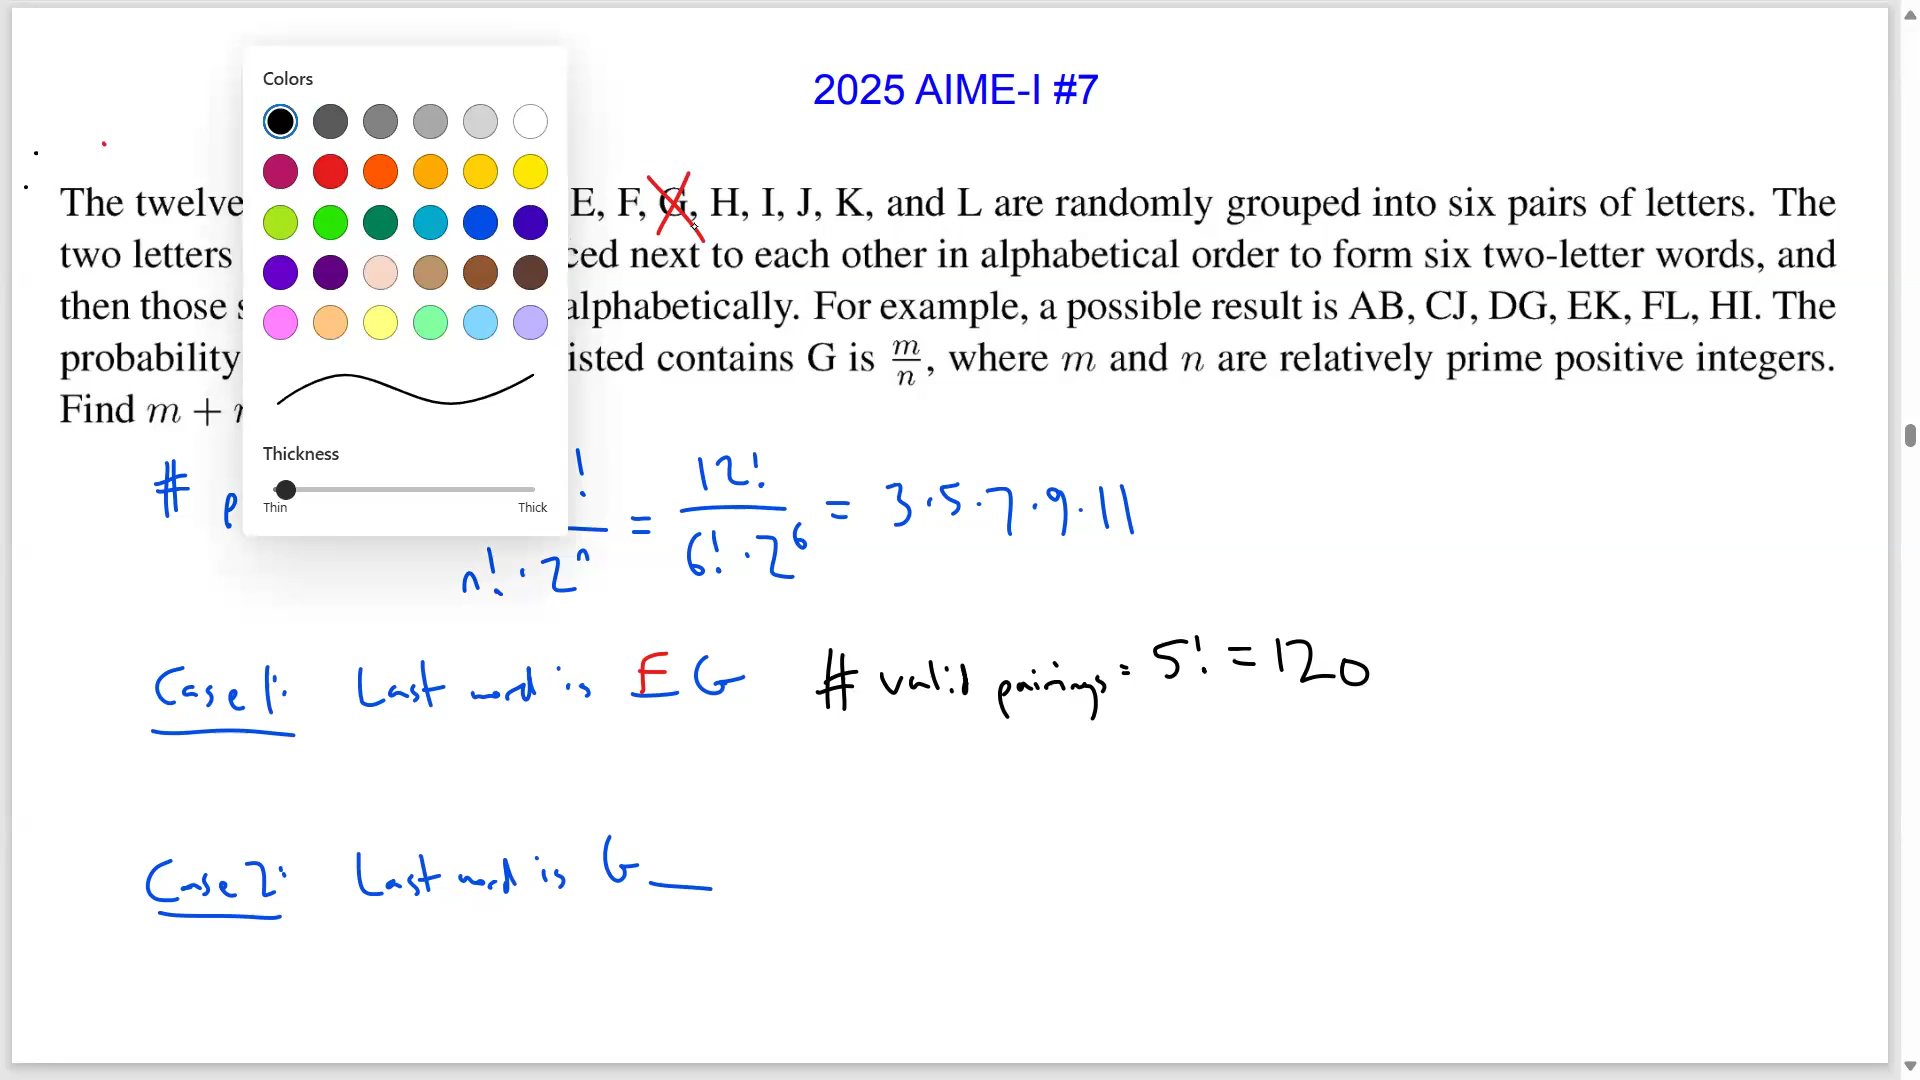 2025 AIME-I #7
Colors
The twelve E, F, G, H, I, J, K, and L are randomly grouped into six pairs of letters. The
two letters ced next to each other in alphabetical order to form six two-letter words, and
then those s alphabetically. For example, a possible result is AB, CJ, DG, EK, FL, HI. The
probability isted contains G is m/n, where m and n are relatively prime positive integers.
Find m +
Thickness
Thin Thick
# p ! / n! · 2^n = 12! / 6! · 2^6 = 3·5·7·9·11
Case 1: Last word is F G # valid pairings = 5! = 120
Case 2: Last word is G __